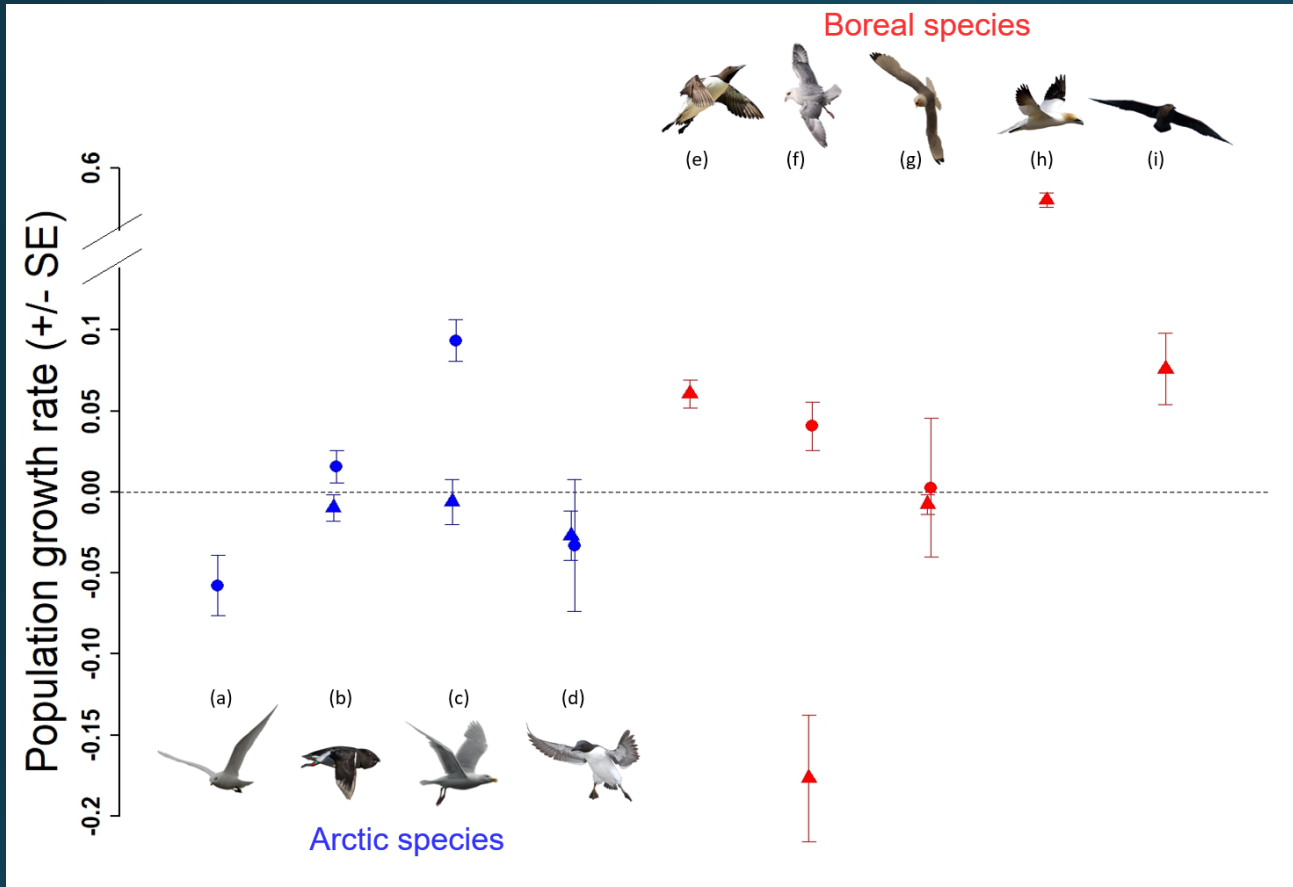 Boreal species
(e)
(f)
(g)
(h)
(i)
Population growth rate (+/- SE)
0.6
0.1
0.05
0.00
-0.05
-0.10
-0.15
-0.2
(a)
(b)
(c)
(d)
Arctic species